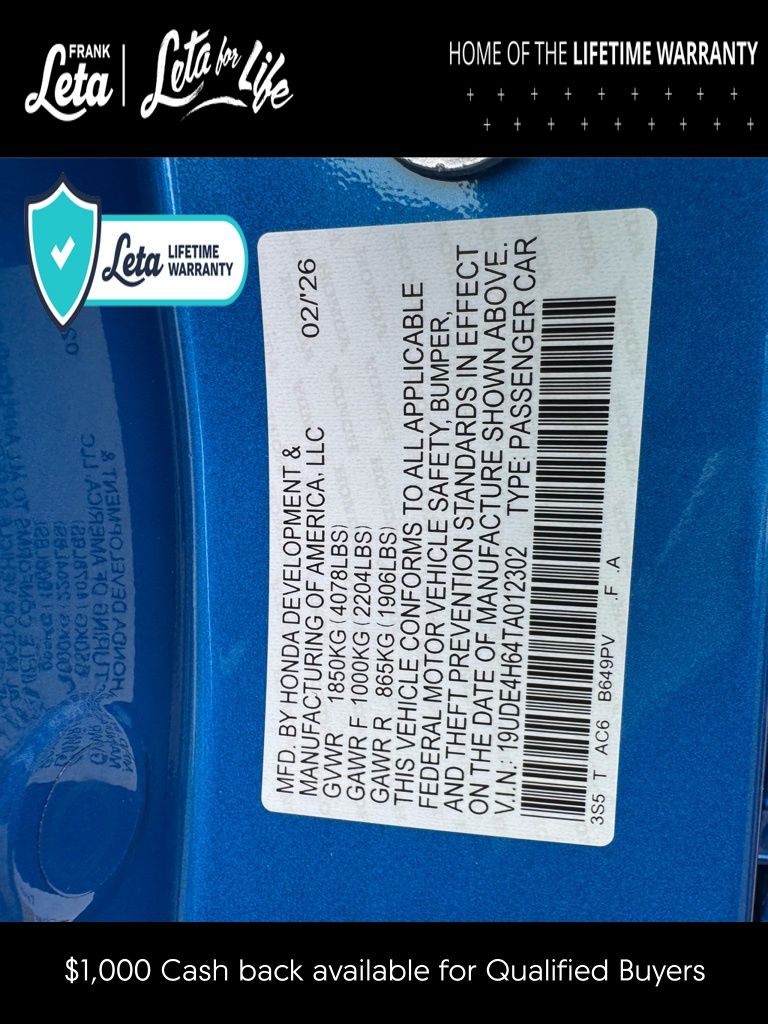 FRANK
Leta
Leta for Life
HOME OF THE LIFETIME WARRANTY
Leta LIFETIME
WARRANTY
02/'26
MFD. BY HONDA DEVELOPMENT &
MANUFACTURING OF AMERICA, LLC
GVWR 1850KG (4078LBS)
GAWR F 1000KG (2204LBS)
GAWR R 865KG (1906LBS)
THIS VEHICLE CONFORMS TO ALL APPLICABLE
FEDERAL MOTOR VEHICLE SAFETY, BUMPER,
AND THEFT PREVENTION STANDARDS IN EFFECT
ON THE DATE OF MANUFACTURE SHOWN ABOVE.
V.I.N.: 19UDE4H64TA012302 TYPE: PASSENGER CAR
3S5 T AC6 B649PV .F .A
$1,000 Cash back available for Qualified Buyers